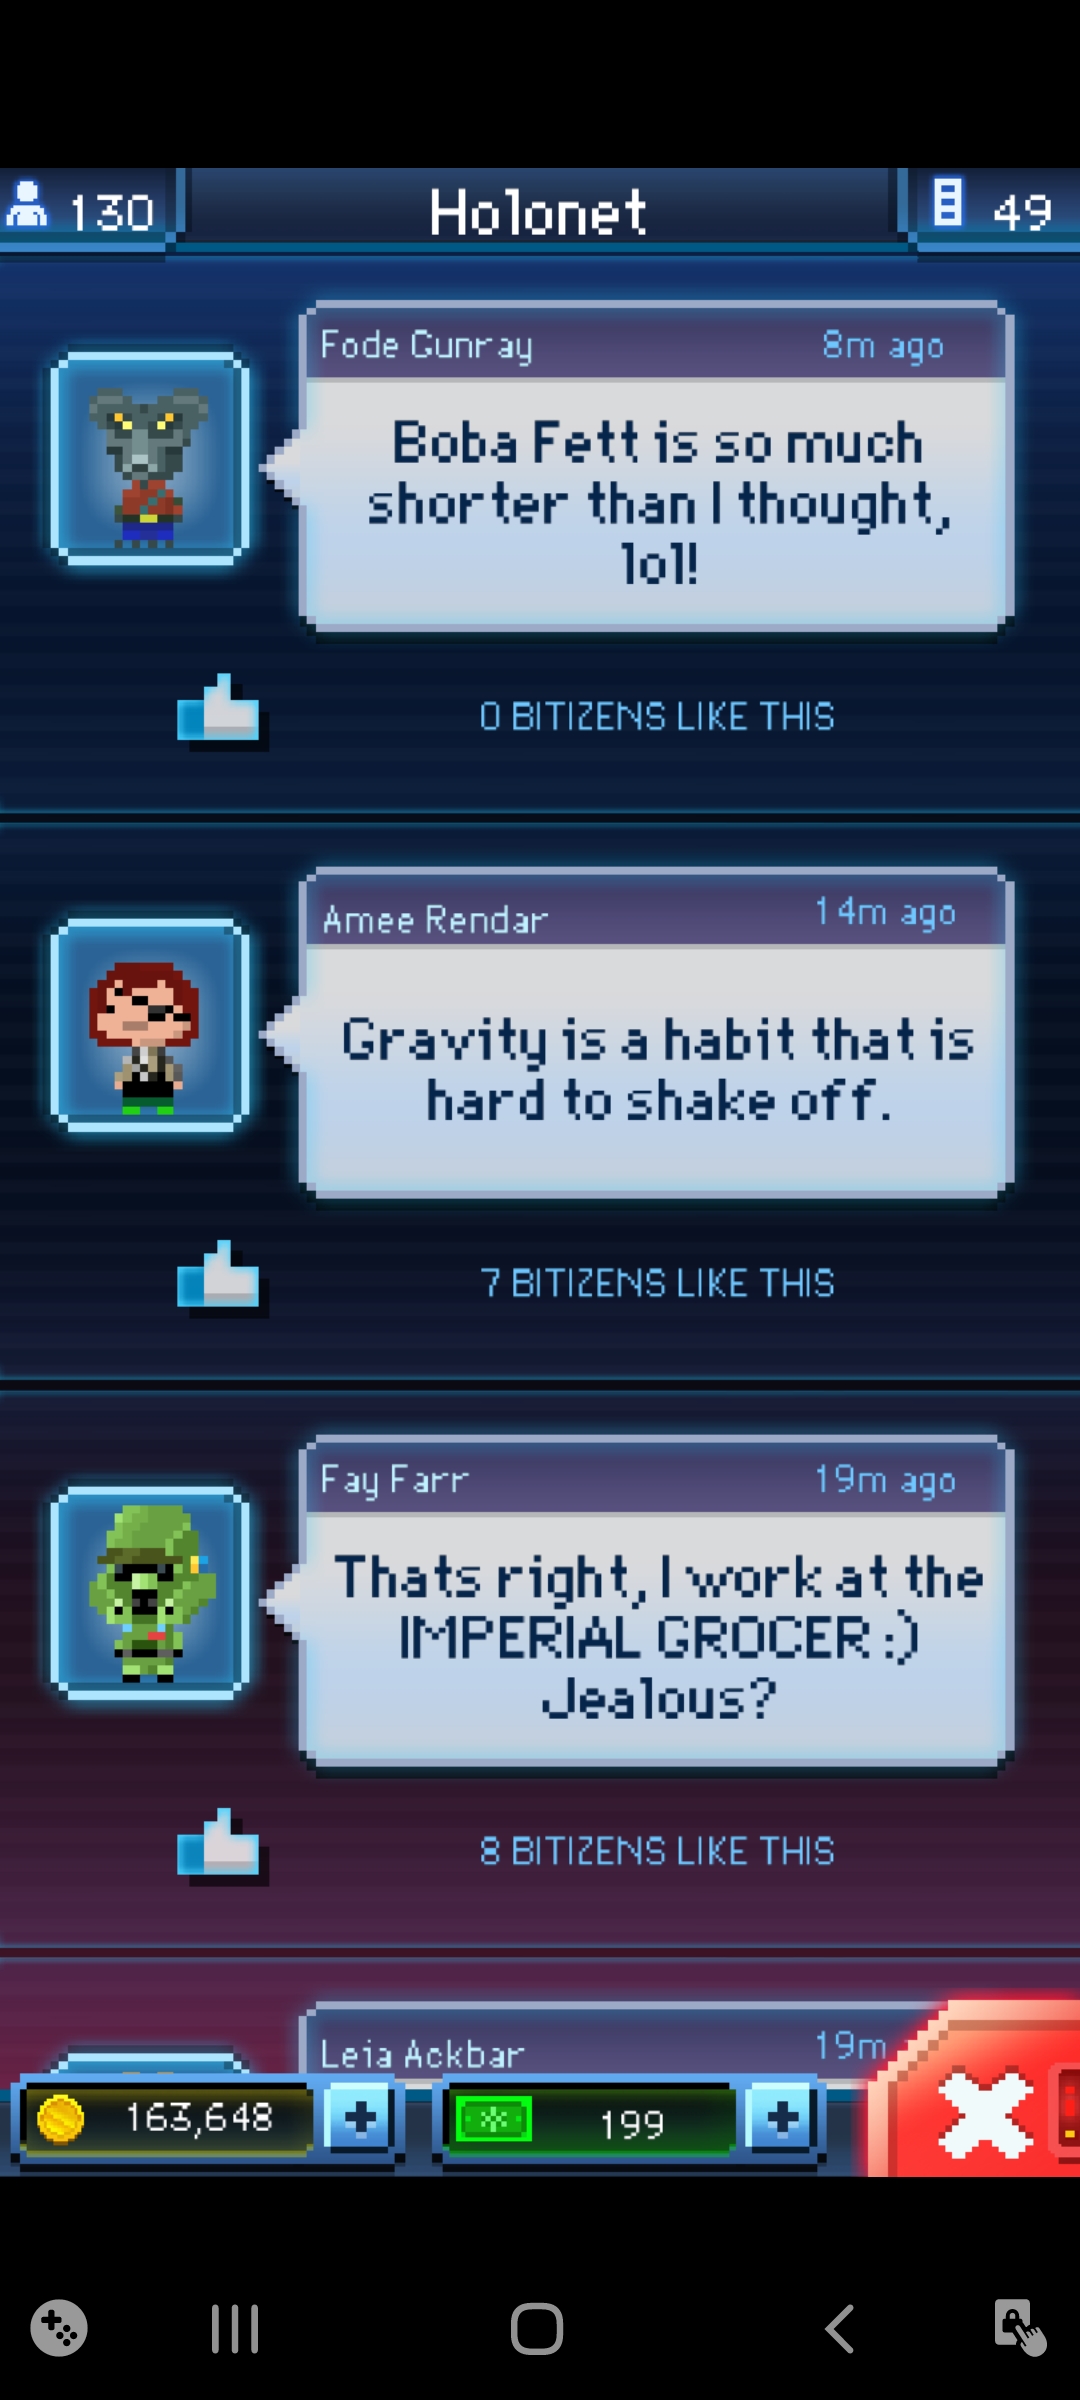 130
Holonet
49
Fode Gunray
8m ago
Boba Fett is so much
shorter than I thought,
lol!
0 BITIZENS LIKE THIS
Amee Rendar
14m ago
Gravity is a habit that is
hard to shake off.
7 BITIZENS LIKE THIS
Fay Farr
19m ago
Thats right, I work at the
IMPERIAL GROCER :)
Jealous?
8 BITIZENS LIKE THIS
Leia Ackbar
19m
163,648
199